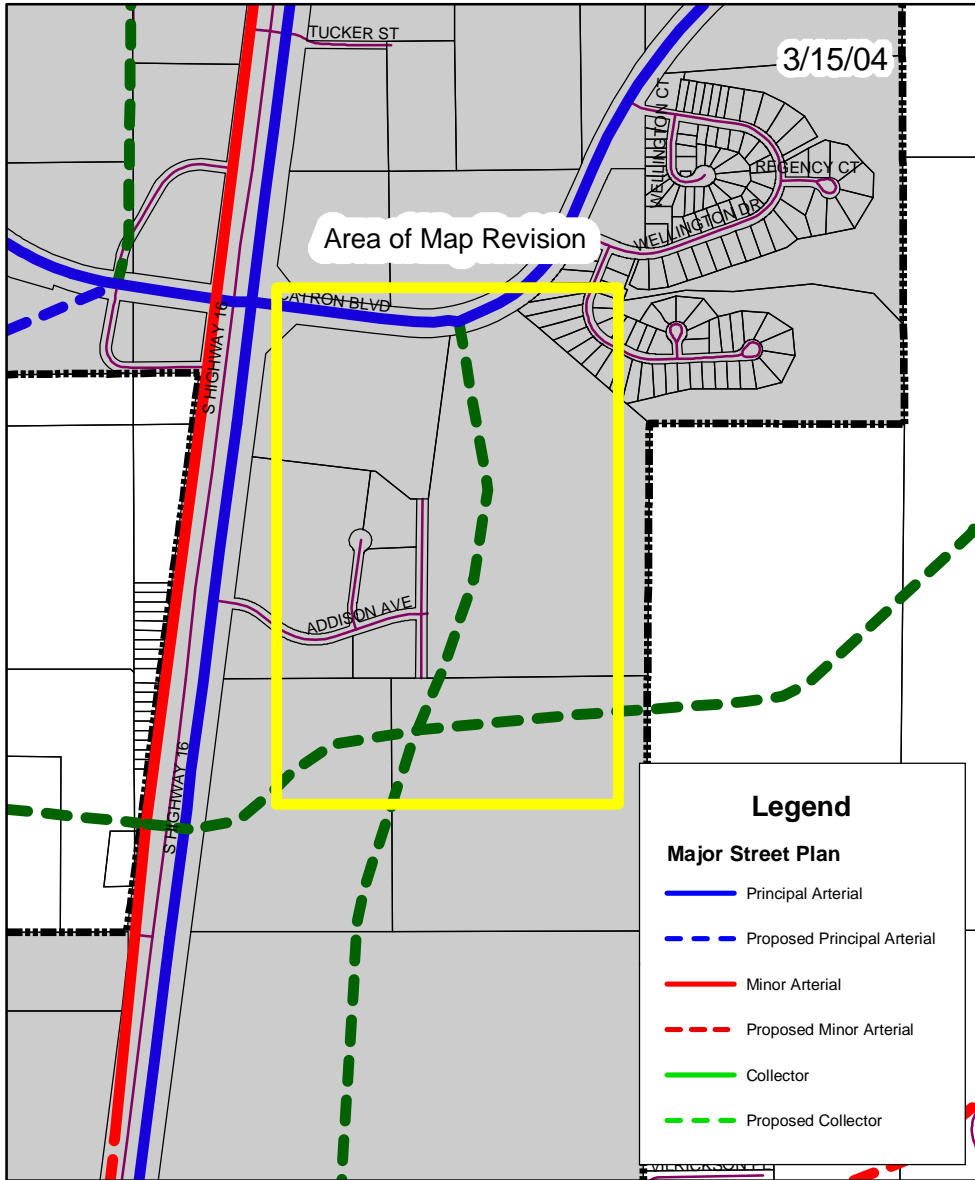 TUCKER ST
3/15/04
WELLINGTON CT
WELLINGTON CT
REGENCY CT
WELLINGTON DR
Area of Map Revision
CATRON BLVD
S HIGHWAY 16
ADDISON AVE
S HIGHWAY 16
Legend
Major Street Plan
Principal Arterial
Proposed Principal Arterial
Minor Arterial
Proposed Minor Arterial
Collector
Proposed Collector